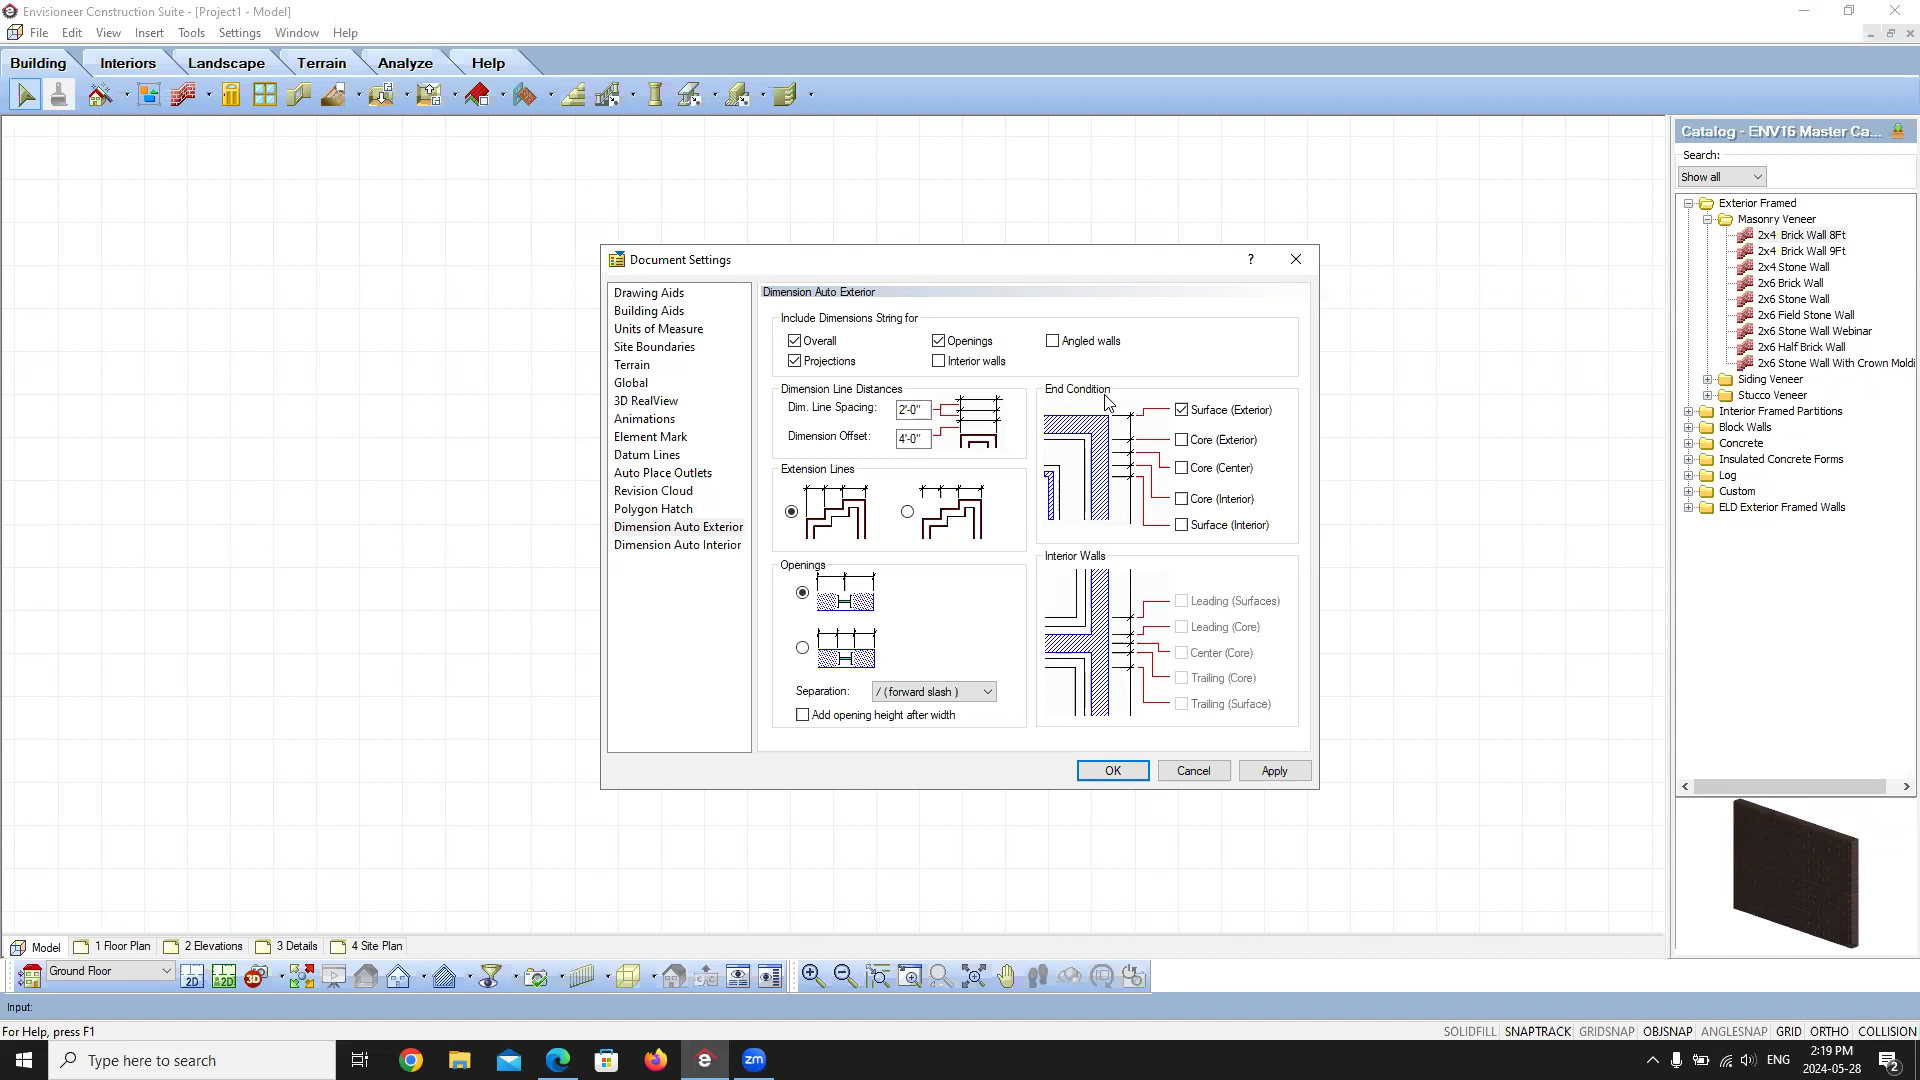 Envisioneer Construction Suite - [Project1 - Model]
File Edit View Insert Tools Settings Window Help
Building Interiors Landscape Terrain Analyze Help
Catalog - ENV16 Master Ca...
Search:
Show all
Exterior Framed
Masonry Veneer
2x4 Brick Wall 8Ft
2x4 Brick Wall 9Ft
2x4 Stone Wall
2x6 Brick Wall
2x6 Stone Wall
2x6 Field Stone Wall
2x6 Stone Wall Webinar
2x6 Half Brick Wall
2x6 Stone Wall With Crown Moldi
Siding Veneer
Stucco Veneer
Interior Framed Partitions
Block Walls
Concrete
Insulated Concrete Forms
Log
Custom
ELD Exterior Framed Walls
Document Settings
?
Drawing Aids
Building Aids
Units of Measure
Site Boundaries
Terrain
Global
3D RealView
Animations
Element Mark
Datum Lines
Auto Place Outlets
Revision Cloud
Polygon Hatch
Dimension Auto Exterior
Dimension Auto Interior
Dimension Auto Exterior
Include Dimensions String for
Overall Openings Angled walls
Projections Interior walls
Dimension Line Distances
Dim. Line Spacing: 2'-0"
Dimension Offset: 4'-0"
Extension Lines
Openings
Separation: / (forward slash )
Add opening height after width
End Condition
Surface (Exterior)
Core (Exterior)
Core (Center)
Core (Interior)
Surface (Interior)
Interior Walls
Leading (Surfaces)
Leading (Core)
Center (Core)
Trailing (Core)
Trailing (Surface)
OK Cancel Apply
Model 1 Floor Plan 2 Elevations 3 Details 4 Site Plan
Ground Floor 2D 2D 3D
Input:
For Help, press F1
SOLIDFILL SNAPTRACK GRIDSNAP OBJSNAP ANGLESNAP GRID ORTHO COLLISION
Type here to search
e
zm
ENG
2:19 PM
2024-05-28
2